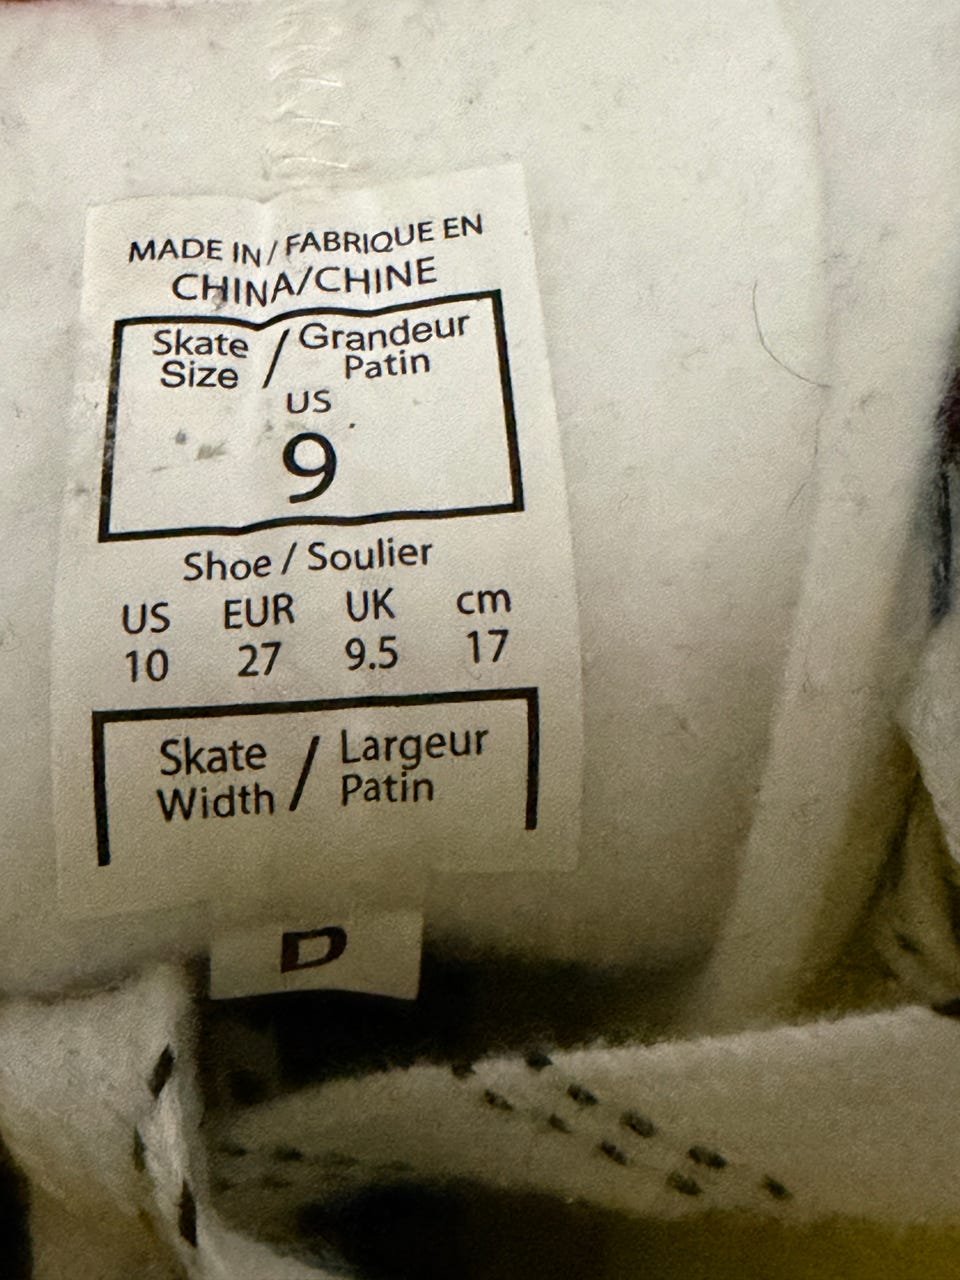 MADE IN / FABRIQUE EN
CHINA/CHINE
Skate Size / Grandeur Patin
US
9
Shoe / Soulier
US EUR UK cm
10 27 9.5 17
Skate Width / Largeur Patin
D